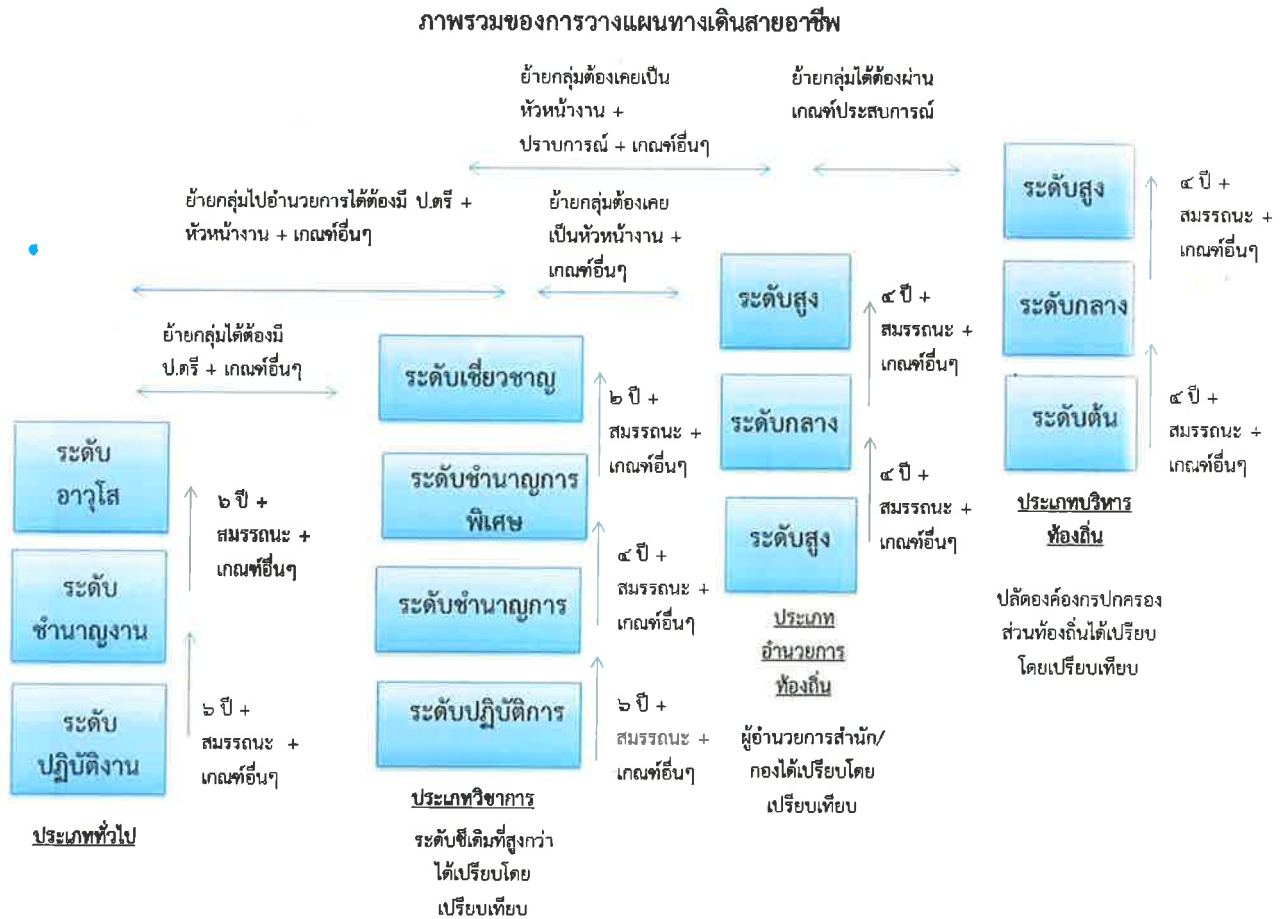 ภาพรวมของการวางแผนทางเดินสายอาชีพ
ย้ายกลุ่มต้องเคยเป็น
หัวหน้างาน +
ปราบการณ์ + เกณฑ์อื่นๆ
ย้ายกลุ่มได้ต้องผ่าน
เกณฑ์ประสบการณ์
ย้ายกลุ่มไปอำนวยการได้ต้องมี ป.ตรี +
หัวหน้างาน + เกณฑ์อื่นๆ
ย้ายกลุ่มต้องเคย
เป็นหัวหน้างาน +
เกณฑ์อื่นๆ
ย้ายกลุ่มได้ต้องมี
ป.ตรี + เกณฑ์อื่นๆ
ระดับ
อาวุโส
๖ ปี +
สมรรถนะ +
เกณฑ์อื่นๆ
ระดับ
ชำนาญงาน
ระดับ
ปฏิบัติงาน
๖ ปี +
สมรรถนะ +
เกณฑ์อื่นๆ
ประเภททั่วไป
ระดับเชี่ยวชาญ
๒ ปี +
สมรรถนะ +
เกณฑ์อื่นๆ
ระดับชำนาญการ
พิเศษ
๔ ปี +
สมรรถนะ +
เกณฑ์อื่นๆ
ระดับชำนาญการ
ระดับปฏิบัติการ
๖ ปี +
สมรรถนะ +
เกณฑ์อื่นๆ
ประเภทวิชาการ
ระดับซีเดิมที่สูงกว่า
ได้เปรียบโดย
เปรียบเทียบ
ระดับสูง
๔ ปี +
สมรรถนะ +
เกณฑ์อื่นๆ
ระดับกลาง
๔ ปี +
สมรรถนะ +
เกณฑ์อื่นๆ
ระดับสูง
ประเภท
อำนวยการ
ท้องถิ่น
ผู้อำนวยการสำนัก/
กองได้เปรียบโดย
เปรียบเทียบ
ระดับสูง
๔ ปี +
สมรรถนะ +
เกณฑ์อื่นๆ
ระดับกลาง
ระดับต้น
๔ ปี +
สมรรถนะ +
เกณฑ์อื่นๆ
ประเภทบริหาร
ท้องถิ่น
ปลัดองค์องกรปกครอง
ส่วนท้องถิ่นได้เปรียบ
โดยเปรียบเทียบ